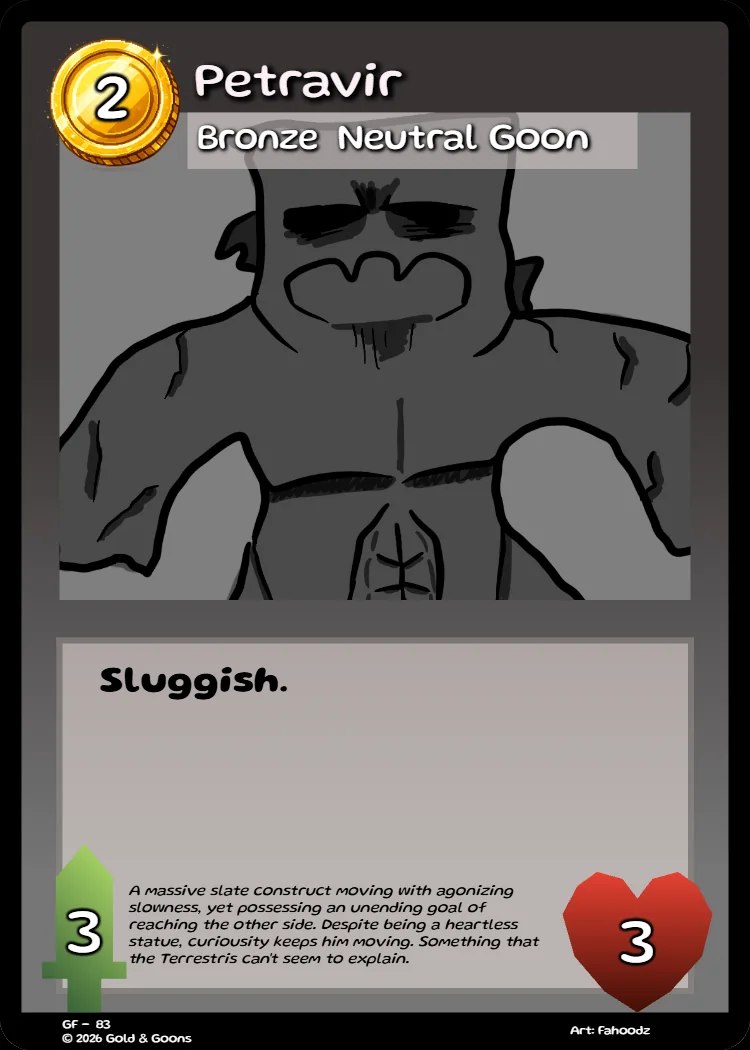 2
Petravir
Bronze Neutral Goon
Sluggish.
A massive slate construct moving with agonizing
slowness, yet possessing an unending goal of
reaching the other side. Despite being a heartless
statue, curiousity keeps him moving. Something that
the Terrestris can't seem to explain.
3
3
GF - 83
© 2026 Gold & Goons
Art: fahoodz